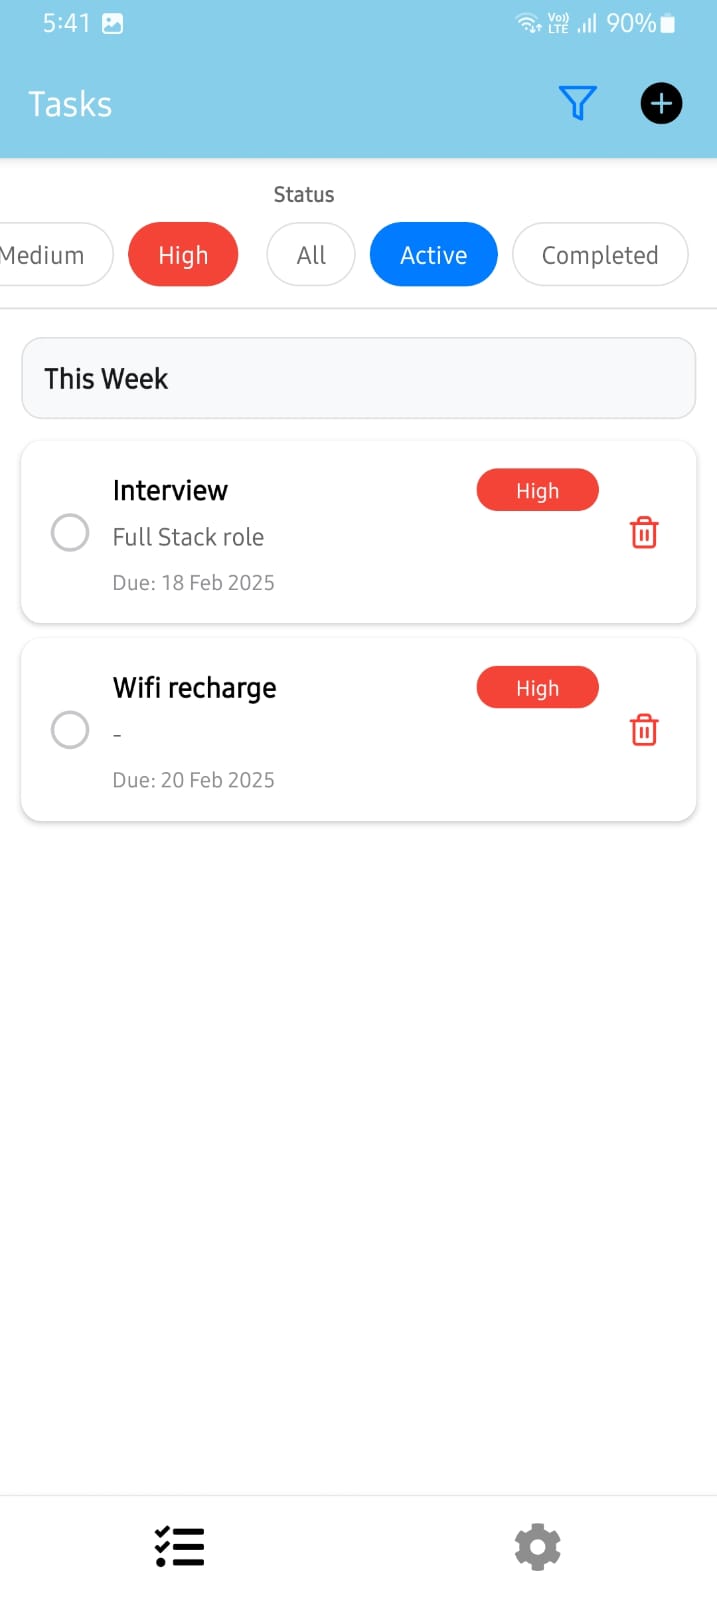 5:41 Vo)) LTE 90%
Tasks
Status
Medium High All Active Completed
This Week
Interview High
Full Stack role
Due: 18 Feb 2025
Wifi recharge High
-
Due: 20 Feb 2025